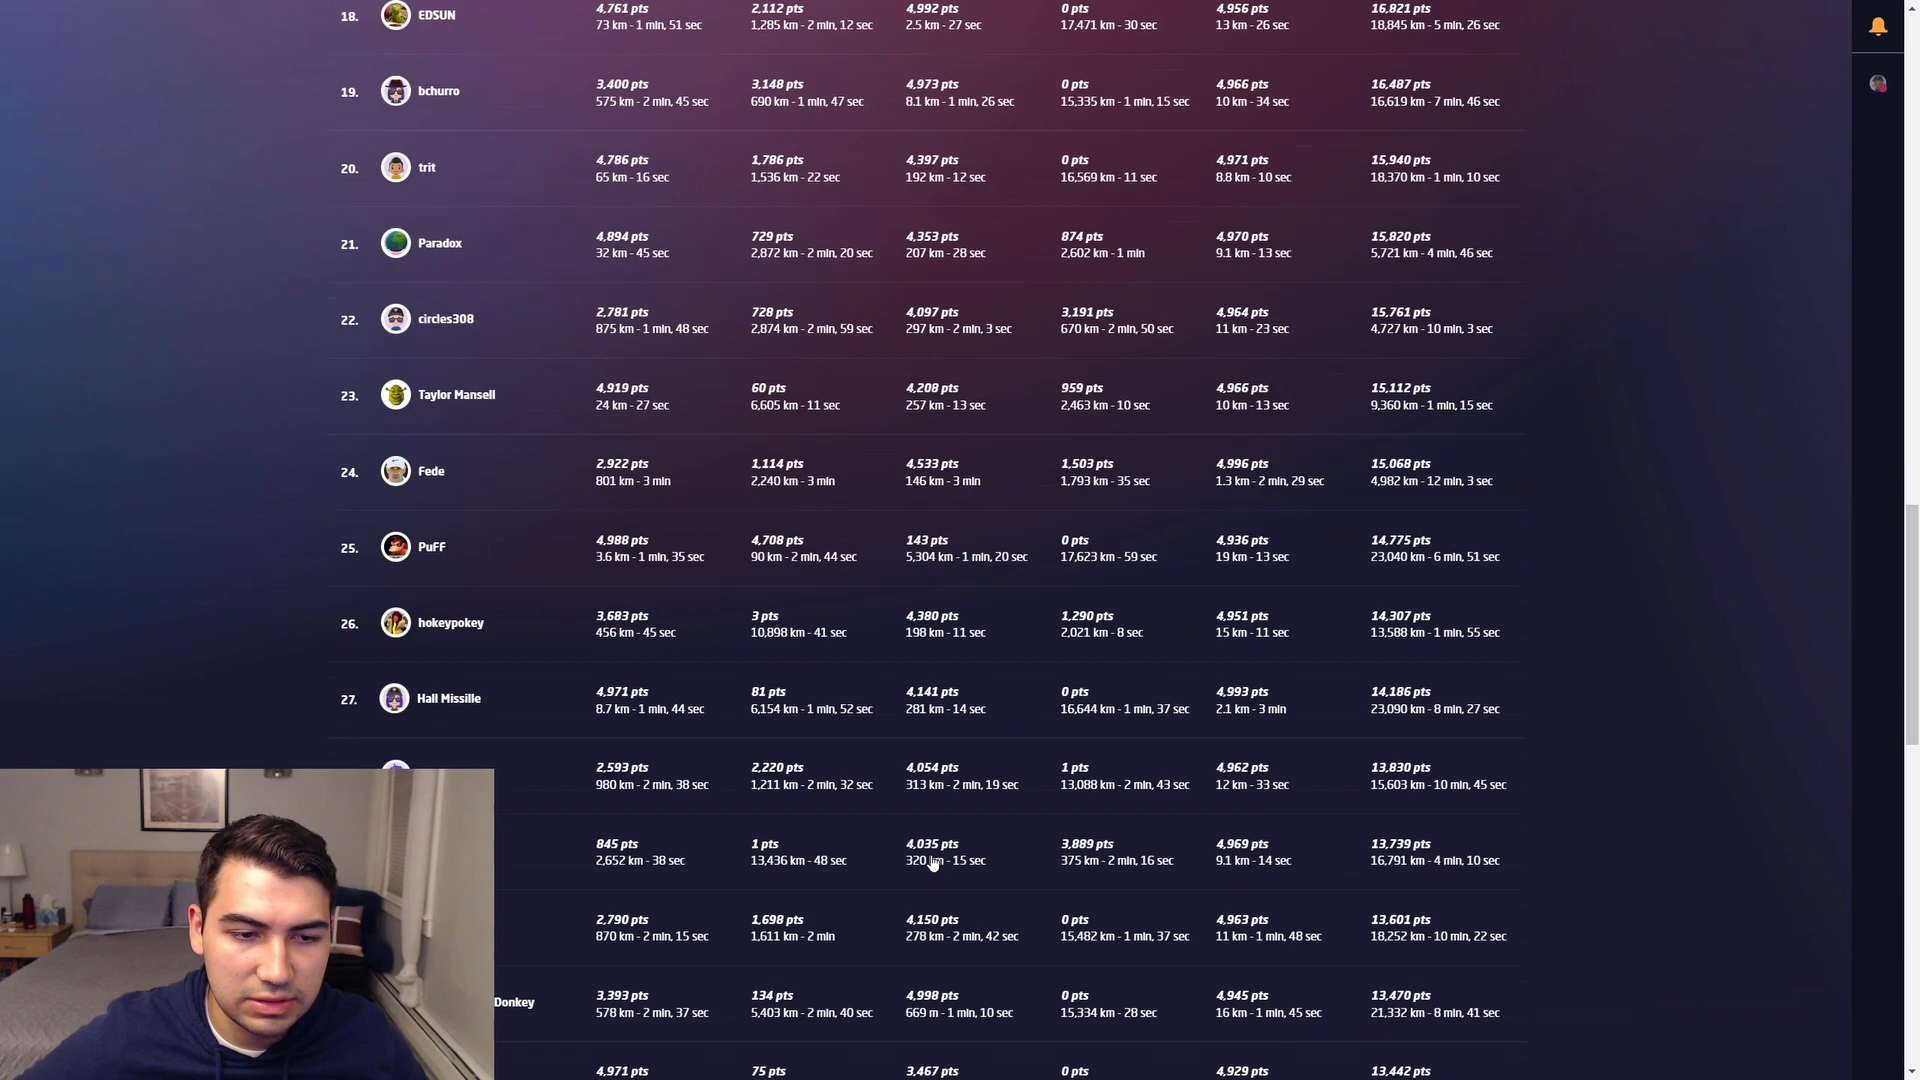 18. EDSUN 4,761 pts 2,112 pts 4,992 pts 0 pts 4,956 pts 16,821 pts
73 km - 1 min, 51 sec 1,285 km - 2 min, 12 sec 2.5 km - 27 sec 17,471 km - 30 sec 13 km - 26 sec 18,845 km - 5 min, 26 sec
19. bchurro 3,400 pts 3,148 pts 4,973 pts 0 pts 4,966 pts 16,487 pts
575 km - 2 min, 45 sec 690 km - 1 min, 47 sec 8.1 km - 1 min, 26 sec 15,335 km - 1 min, 15 sec 10 km - 34 sec 16,619 km - 7 min, 46 sec
20. trit 4,786 pts 1,786 pts 4,397 pts 0 pts 4,971 pts 15,940 pts
65 km - 16 sec 1,536 km - 22 sec 192 km - 12 sec 16,569 km - 11 sec 8.8 km - 10 sec 18,370 km - 1 min, 10 sec
21. Paradox 4,894 pts 729 pts 4,353 pts 874 pts 4,970 pts 15,820 pts
32 km - 45 sec 2,872 km - 2 min, 20 sec 207 km - 28 sec 2,602 km - 1 min 9.1 km - 13 sec 5,721 km - 4 min, 46 sec
22. circles308 2,781 pts 728 pts 4,097 pts 3,191 pts 4,964 pts 15,761 pts
875 km - 1 min, 48 sec 2,874 km - 2 min, 59 sec 297 km - 2 min, 3 sec 670 km - 2 min, 50 sec 11 km - 23 sec 4,727 km - 10 min, 3 sec
23. Taylor Mansell 4,919 pts 60 pts 4,208 pts 959 pts 4,966 pts 15,112 pts
24 km - 27 sec 6,605 km - 11 sec 257 km - 13 sec 2,463 km - 10 sec 10 km - 13 sec 9,360 km - 1 min, 15 sec
24. Fede 2,922 pts 1,114 pts 4,533 pts 1,503 pts 4,996 pts 15,068 pts
801 km - 3 min 2,240 km - 3 min 146 km - 3 min 1,793 km - 35 sec 1.3 km - 2 min, 29 sec 4,982 km - 12 min, 3 sec
25. PuFF 4,988 pts 4,708 pts 143 pts 0 pts 4,936 pts 14,775 pts
3.6 km - 1 min, 35 sec 90 km - 2 min, 44 sec 5,304 km - 1 min, 20 sec 17,623 km - 59 sec 19 km - 13 sec 23,040 km - 6 min, 51 sec
26. hokeypokey 3,683 pts 3 pts 4,380 pts 1,290 pts 4,951 pts 14,307 pts
456 km - 45 sec 10,898 km - 41 sec 198 km - 11 sec 2,021 km - 8 sec 15 km - 11 sec 13,588 km - 1 min, 55 sec
27. Hall Missille 4,971 pts 81 pts 4,141 pts 0 pts 4,993 pts 14,186 pts
8.7 km - 1 min, 44 sec 6,154 km - 1 min, 52 sec 281 km - 14 sec 16,644 km - 1 min, 37 sec 2.1 km - 3 min 23,090 km - 8 min, 27 sec
2,593 pts 2,220 pts 4,054 pts 1 pts 4,962 pts 13,830 pts
980 km - 2 min, 38 sec 1,211 km - 2 min, 32 sec 313 km - 2 min, 19 sec 13,088 km - 2 min, 43 sec 12 km - 33 sec 15,603 km - 10 min, 45 sec
845 pts 1 pts 4,035 pts 3,889 pts 4,969 pts 13,739 pts
2,652 km - 38 sec 13,436 km - 48 sec 320 km - 15 sec 375 km - 2 min, 16 sec 9.1 km - 14 sec 16,791 km - 4 min, 10 sec
2,790 pts 1,698 pts 4,150 pts 0 pts 4,963 pts 13,601 pts
870 km - 2 min, 15 sec 1,611 km - 2 min 278 km - 2 min, 42 sec 15,482 km - 1 min, 37 sec 11 km - 1 min, 48 sec 18,252 km - 10 min, 22 sec
Donkey 3,393 pts 134 pts 4,998 pts 0 pts 4,945 pts 13,470 pts
578 km - 2 min, 37 sec 5,403 km - 2 min, 40 sec 669 m - 1 min, 10 sec 15,334 km - 28 sec 16 km - 1 min, 45 sec 21,332 km - 8 min, 41 sec
4,971 pts 75 pts 3,467 pts 0 pts 4,929 pts 13,442 pts